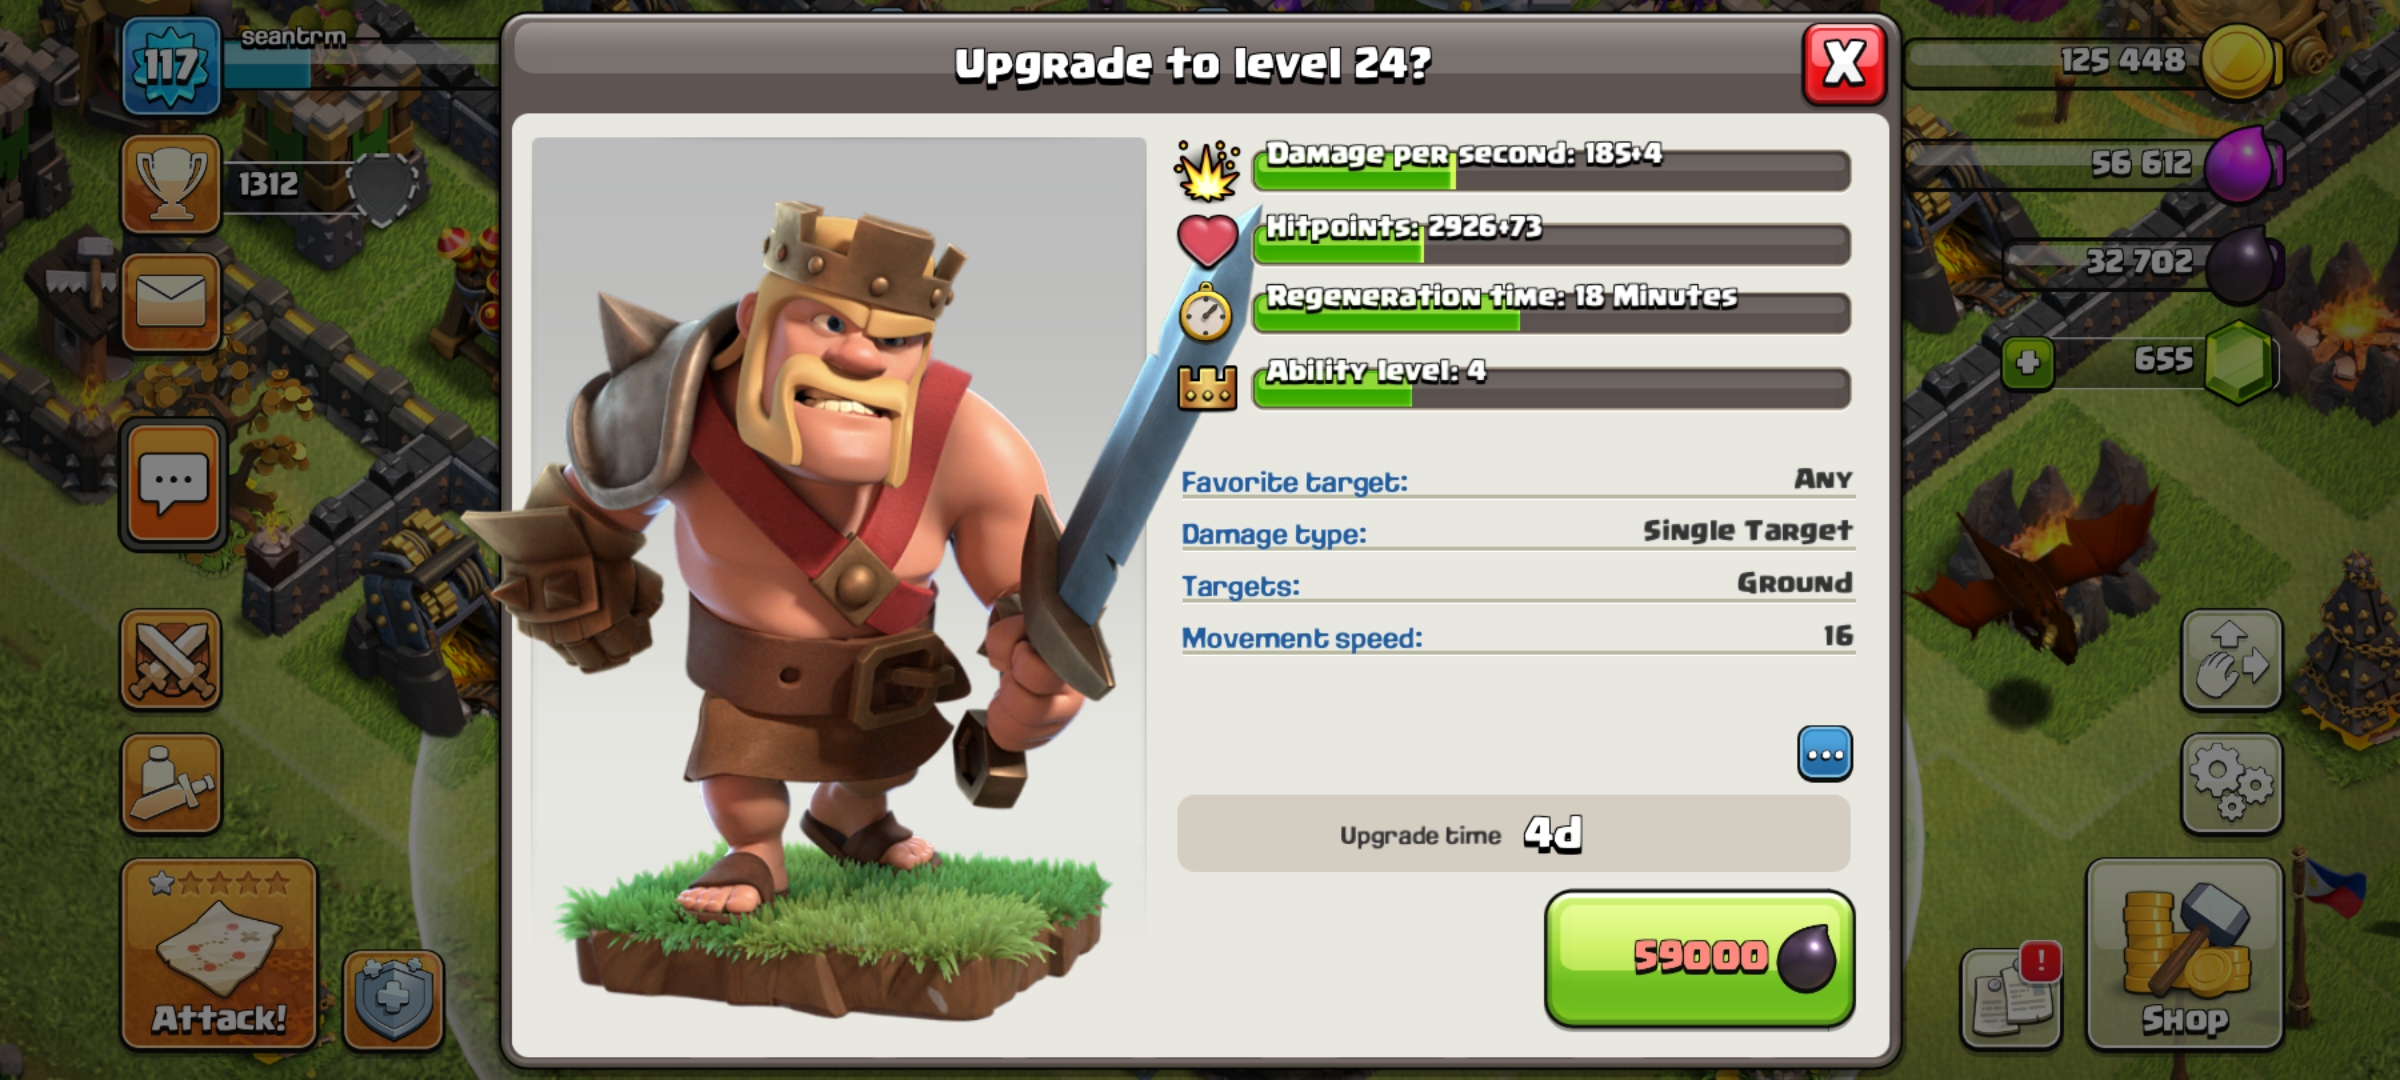 117
seantrm
Upgrade to level 24?
X
125 448
Damage per second: 185+4
56 612
1312
Hitpoints: 2926+73
32 702
Regeneration time: 18 Minutes
655
Ability level: 4
Favorite target: Any
Damage type: Single Target
Targets: Ground
Movement speed: 16
Upgrade time 4d
59000
!
Attack!
Shop